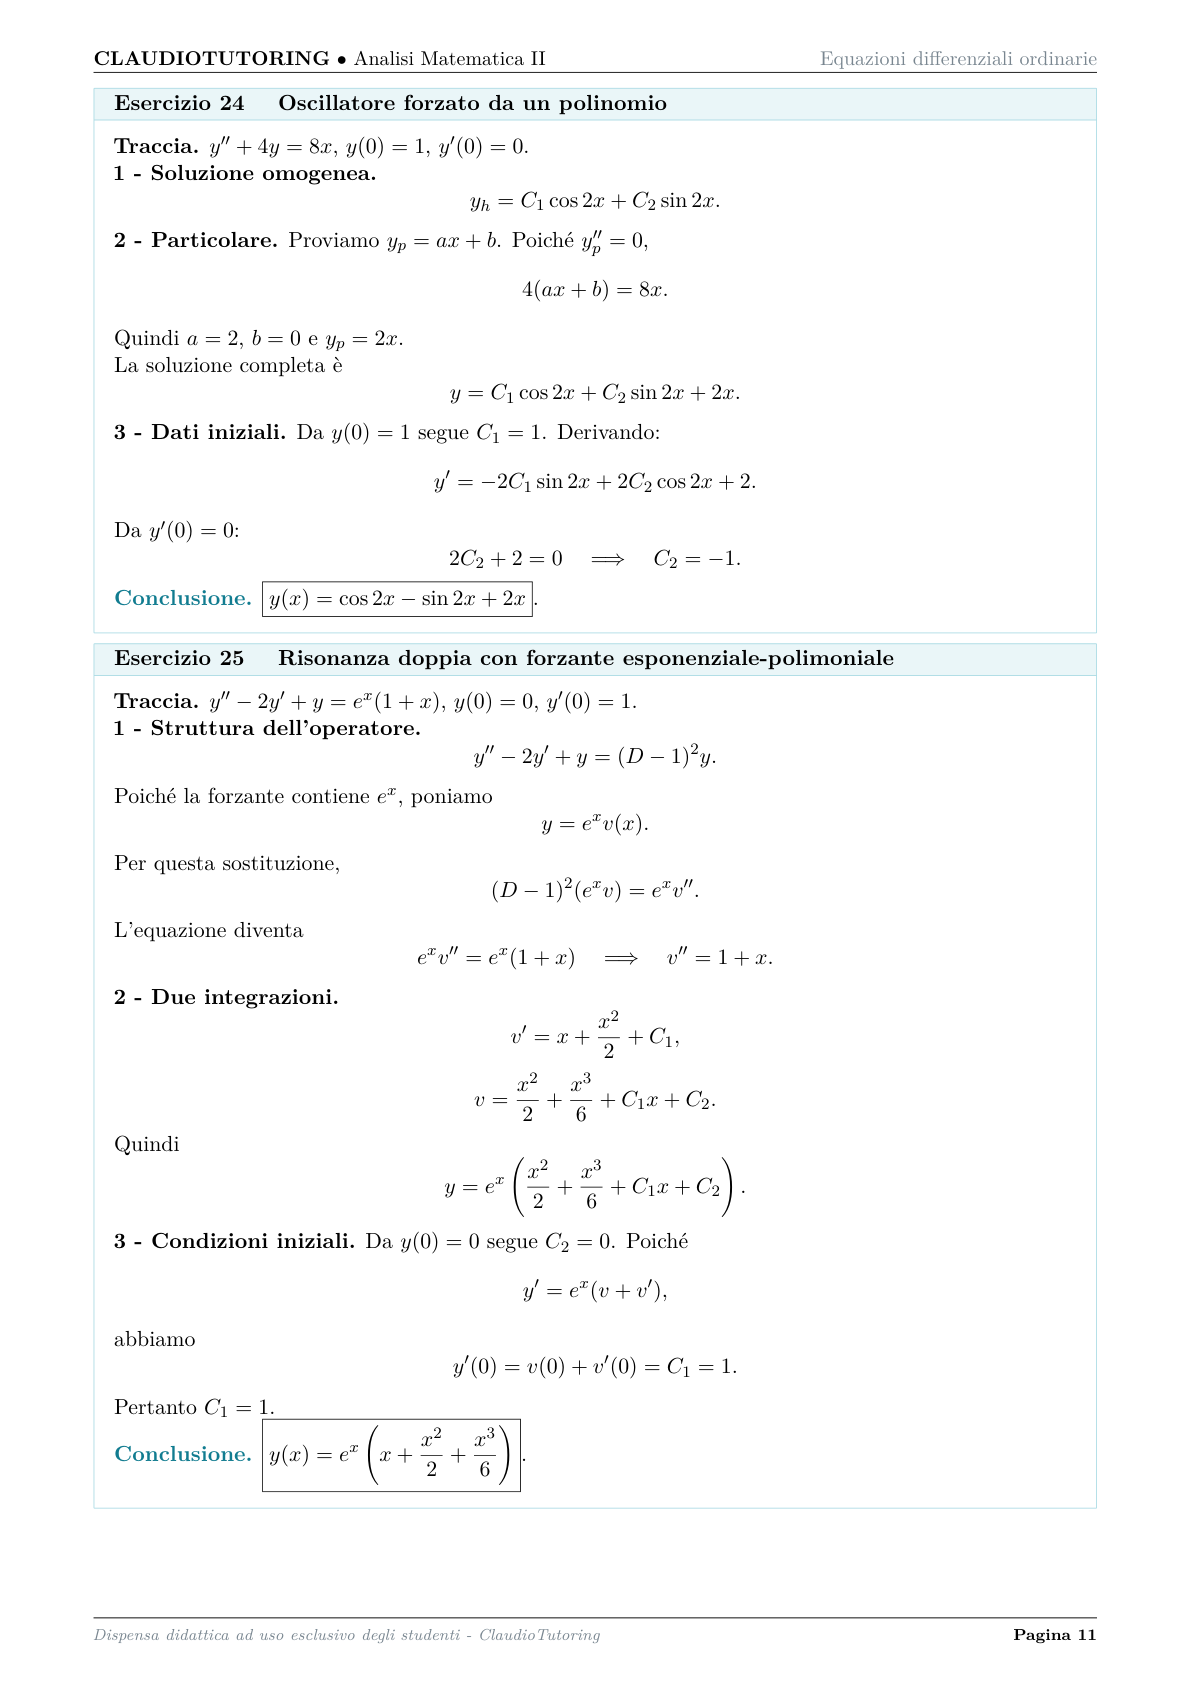 CLAUDIOTUTORING • Analisi Matematica II Equazioni differenziali ordinarie
Esercizio 24 Oscillatore forzato da un polinomio
Traccia. y′′ + 4y = 8x, y(0) = 1, y′(0) = 0.
1 - Soluzione omogenea.
y_h = C_1 cos 2x + C_2 sin 2x.
2 - Particolare. Proviamo y_p = ax + b. Poiché y_p′′ = 0,
4(ax + b) = 8x.
Quindi a = 2, b = 0 e y_p = 2x.
La soluzione completa è
y = C_1 cos 2x + C_2 sin 2x + 2x.
3 - Dati iniziali. Da y(0) = 1 segue C_1 = 1. Derivando:
y′ = −2C_1 sin 2x + 2C_2 cos 2x + 2.
Da y′(0) = 0:
2C_2 + 2 = 0 ⟹ C_2 = −1.
Conclusione. y(x) = cos 2x − sin 2x + 2x.
Esercizio 25 Risonanza doppia con forzante esponenziale-polimoniale
Traccia. y′′ − 2y′ + y = e^x(1 + x), y(0) = 0, y′(0) = 1.
1 - Struttura dell'operatore.
y′′ − 2y′ + y = (D − 1)^2 y.
Poiché la forzante contiene e^x, poniamo
y = e^x v(x).
Per questa sostituzione,
(D − 1)^2(e^x v) = e^x v′′.
L'equazione diventa
e^x v′′ = e^x(1 + x) ⟹ v′′ = 1 + x.
2 - Due integrazioni.
v′ = x + x^2/2 + C_1,
v = x^2/2 + x^3/6 + C_1x + C_2.
Quindi
y = e^x (x^2/2 + x^3/6 + C_1x + C_2).
3 - Condizioni iniziali. Da y(0) = 0 segue C_2 = 0. Poiché
y′ = e^x(v + v′),
abbiamo
y′(0) = v(0) + v′(0) = C_1 = 1.
Pertanto C_1 = 1.
Conclusione. y(x) = e^x (x + x^2/2 + x^3/6).
Dispensa didattica ad uso esclusivo degli studenti - ClaudioTutoring Pagina 11